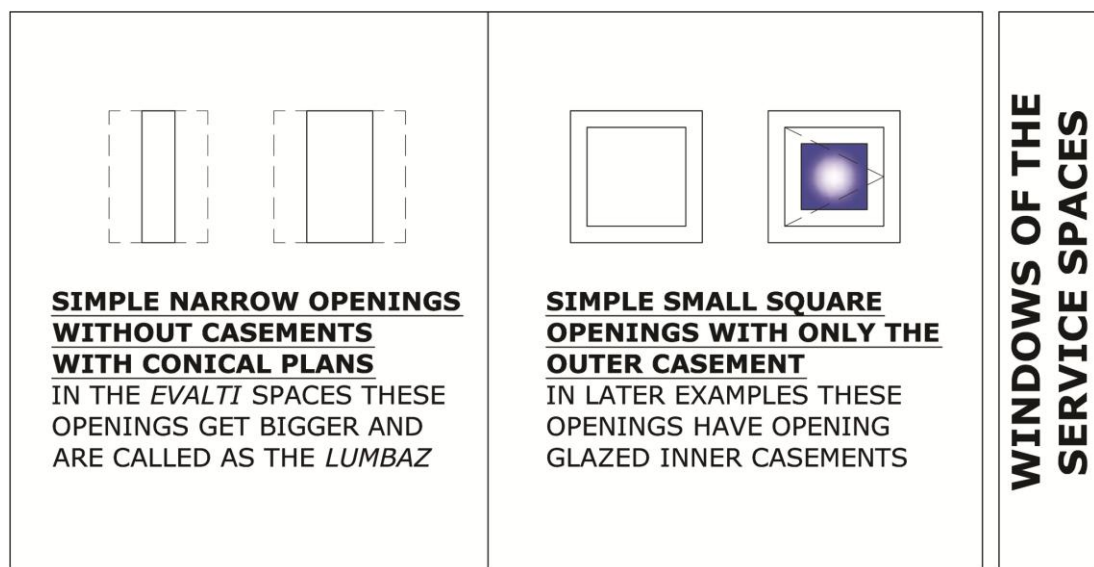 SIMPLE NARROW OPENINGS
WITHOUT CASEMENTS
WITH CONICAL PLANS
IN THE EVALTI SPACES THESE
OPENINGS GET BIGGER AND
ARE CALLED AS THE LUMBAZ
SIMPLE SMALL SQUARE
OPENINGS WITH ONLY THE
OUTER CASEMENT
IN LATER EXAMPLES THESE
OPENINGS HAVE OPENING
GLAZED INNER CASEMENTS
WINDOWS OF THE
SERVICE SPACES